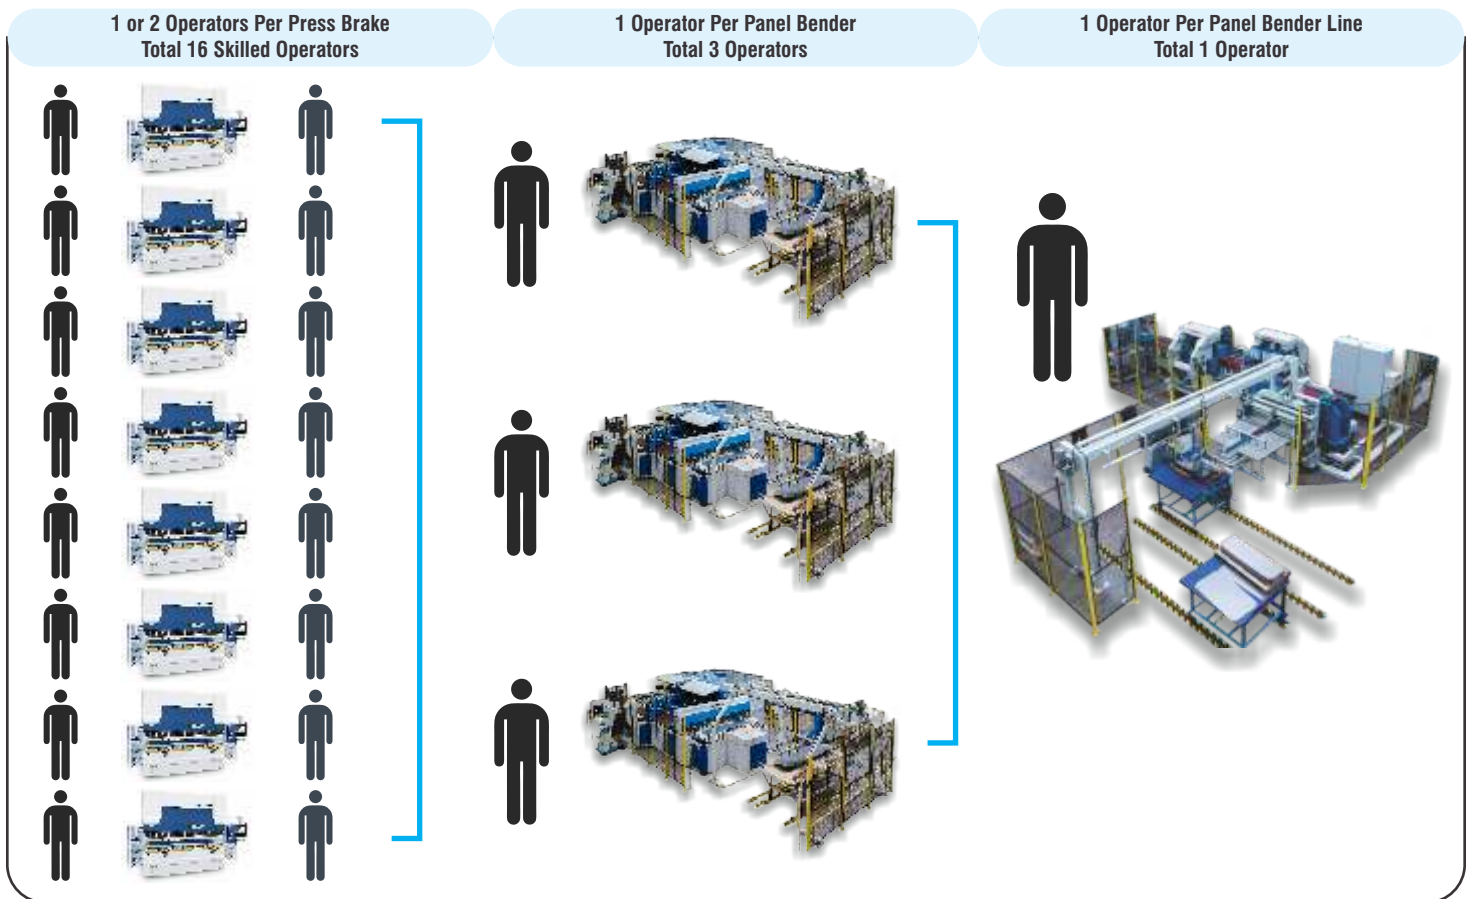 1 or 2 Operators Per Press Brake
Total 16 Skilled Operators
1 Operator Per Panel Bender
Total 3 Operators
1 Operator Per Panel Bender Line
Total 1 Operator